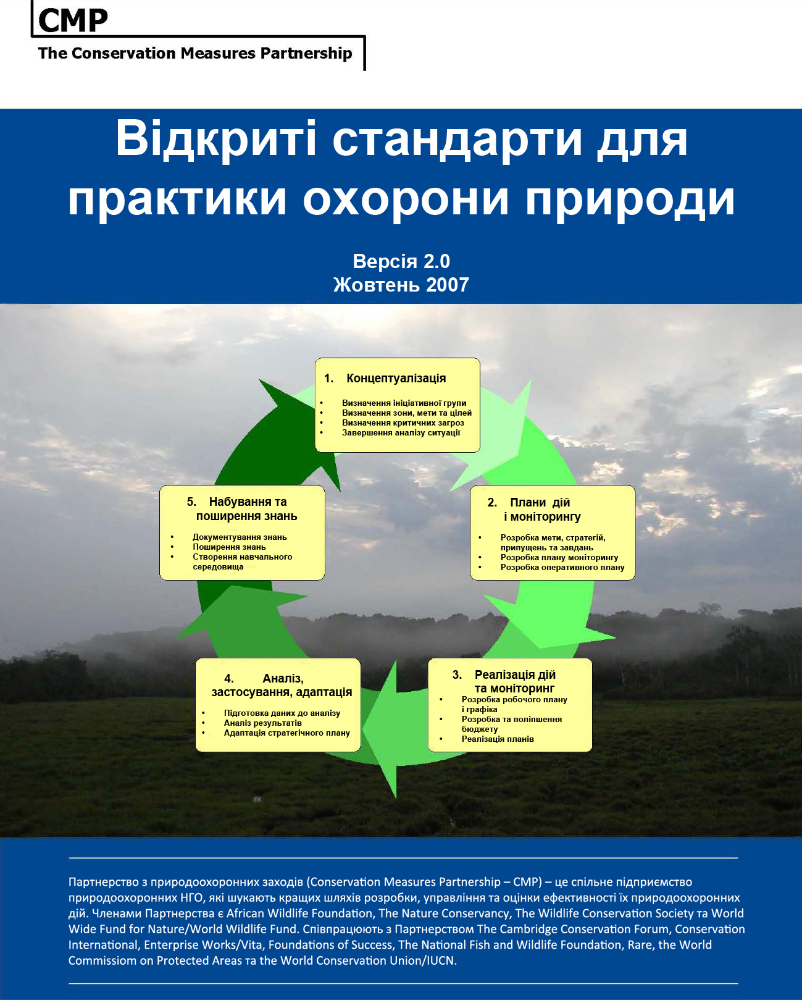 CMP
The Conservation Measures Partnership
Відкриті стандарти для
практики охорони природи
Версія 2.0
Жовтень 2007
1. Концептуалізація
• Визначення ініціативної групи
• Визначення зони, мети та цілей
• Визначення критичних загроз
• Завершення аналізу ситуації
2. Плани дій
і моніторингу
• Розробка мети, стратегій,
припущень та завдань
• Розробка плану моніторингу
• Розробка оперативного плану
3. Реалізація дій
та моніторинг
• Розробка робочого плану
і графіка
• Розробка та поліпшення
бюджету
• Реалізація планів
4. Аналіз,
застосування, адаптація
• Підготовка даних до аналізу
• Аналіз результатів
• Адаптація стратегічного плану
5. Набування та
поширення знань
• Документування знань
• Поширення знань
• Створення навчального
середовища
Партнерство з природоохоронних заходів (Conservation Measures Partnership – CMP) – це спільне підприємство
природоохоронних НГО, які шукають кращих шляхів розробки, управління та оцінки ефективності їх природоохоронних
дій. Членами Партнерства є African Wildlife Foundation, The Nature Conservancy, The Wildlife Conservation Society та World
Wide Fund for Nature/World Wildlife Fund. Співпрацюють з Партнерством The Cambridge Conservation Forum, Conservation
International, Enterprise Works/Vita, Foundations of Success, The National Fish and Wildlife Foundation, Rare, the World
Commissiom on Protected Areas та the World Conservation Union/IUCN.